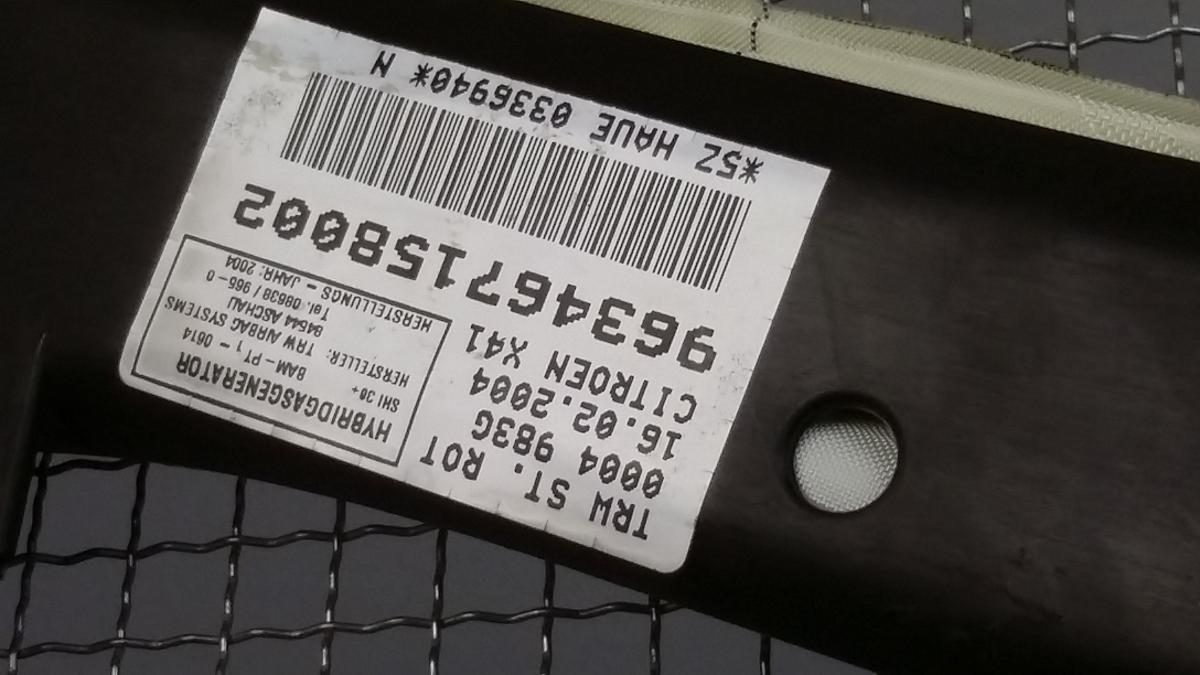 TRW ST. ROT
0004 983G
16.02.2004
CITROEN X41
HYBRIDGASGENERATOR
SHI 30+
BAM-PT1- 0614
HERSTELLER: TRW AIRBAG SYSTEMS
84544 ASCHAU
Tel. 08638 / 966-0
HERSTELLUNGS - JAHR: 2004
963467158002
*5Z HAUE 0336940* N